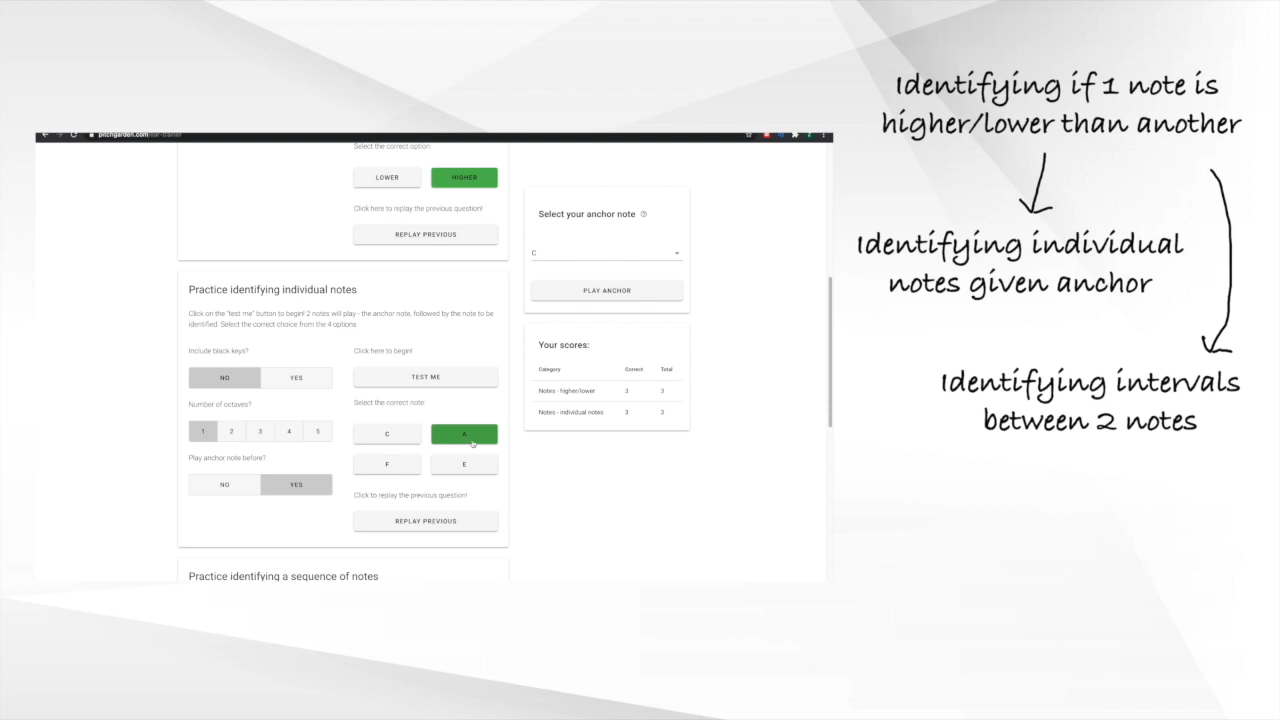 Identifying if 1 note is
higher/lower than another
Identifying individual
notes given anchor
Identifying intervals
between 2 notes
pitchgarden.com/ear-trainer
Select the correct option:
LOWER
HIGHER
Click here to replay the previous question!
REPLAY PREVIOUS
Practice identifying individual notes
Click on the "test me" button to begin! 2 notes will play - the anchor note, followed by the note to be
identified. Select the correct choice from the 4 options
Include black keys?
NO
YES
Number of octaves?
1
2
3
4
5
Play anchor note before?
NO
YES
Click here to begin!
TEST ME
Select the correct note:
C
A
F
E
Click to replay the previous question!
REPLAY PREVIOUS
Practice identifying a sequence of notes
Select your anchor note
C
PLAY ANCHOR
Your scores:
Category Correct Total
Notes - higher/lower 3 3
Notes - individual notes 3 3